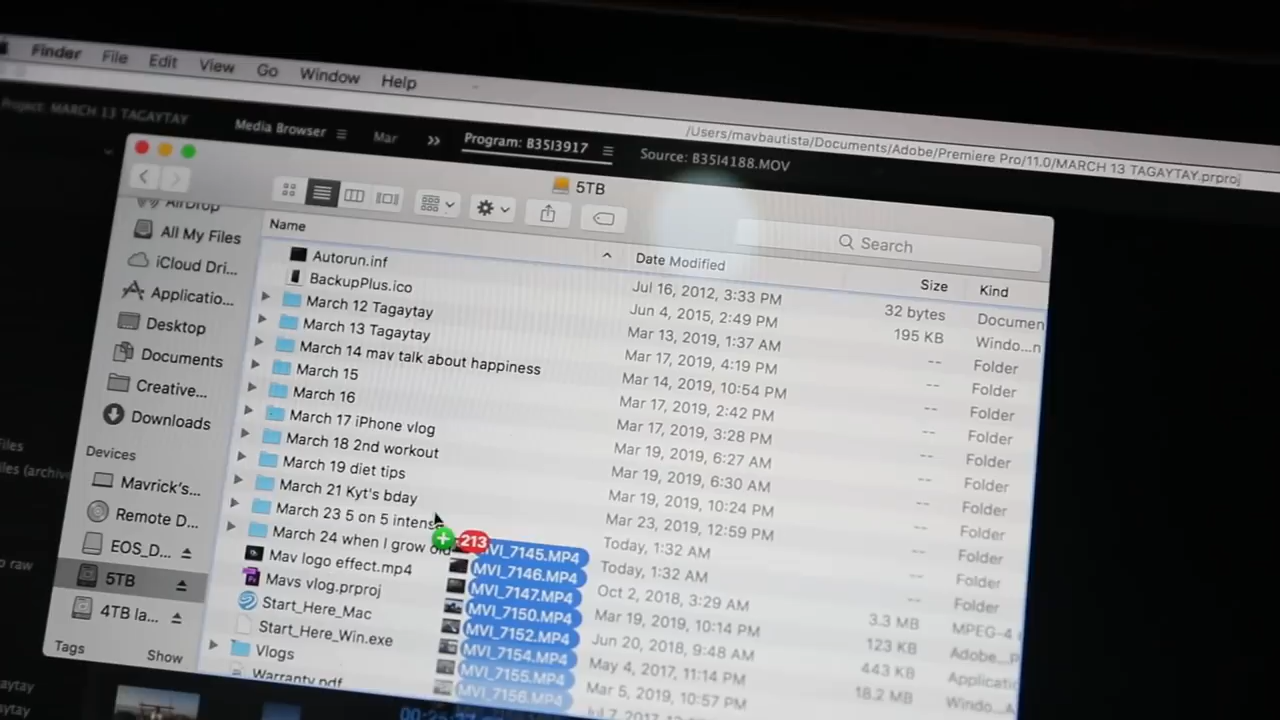 Finder File Edit View Go Window Help
/Users/mavbautista/Documents/Adobe/Premiere Pro/11.0/MARCH 13 TAGAYTAY.prproj
Project: MARCH 13 TAGAYTAY
Media Browser
Mar
Program: B35I3917
Source: B35I4188.MOV
5TB
Search
AirDrop
All My Files
iCloud Dri...
Applicatio...
Desktop
Documents
Creative...
Downloads
Devices
Mavrick's...
Remote D...
EOS_D...
5TB
4TB la...
Tags
Show
Name Date Modified Size Kind
Autorun.inf Jul 16, 2012, 3:33 PM 32 bytes Documen
BackupPlus.ico Jun 4, 2015, 2:49 PM 195 KB Windo...n
March 12 Tagaytay Mar 13, 2019, 1:37 AM -- Folder
March 13 Tagaytay Mar 17, 2019, 4:19 PM -- Folder
March 14 mav talk about happiness Mar 14, 2019, 10:54 PM -- Folder
March 15 Mar 17, 2019, 2:42 PM -- Folder
March 16 Mar 17, 2019, 3:28 PM -- Folder
March 17 iPhone vlog Mar 19, 2019, 6:27 AM -- Folder
March 18 2nd workout Mar 19, 2019, 6:30 AM -- Folder
March 19 diet tips Mar 19, 2019, 10:24 PM -- Folder
March 21 Kyt's bday Mar 23, 2019, 12:59 PM -- Folder
March 23 5 on 5 intense Today, 1:32 AM -- Folder
March 24 when I grow old Today, 1:32 AM -- Folder
Mav logo effect.mp4 Oct 2, 2018, 3:29 AM 3.3 MB MPEG-4
Mavs vlog.prproj Mar 19, 2019, 10:14 PM 123 KB Adobe...p
Start_Here_Mac Jun 20, 2018, 9:48 AM 443 KB Applicati
Start_Here_Win.exe May 4, 2017, 11:14 PM 18.2 MB Windo...
Vlogs Mar 5, 2019, 10:57 PM
Warranty.pdf
213
MVI_7145.MP4
MVI_7146.MP4
MVI_7147.MP4
MVI_7150.MP4
MVI_7152.MP4
MVI_7154.MP4
MVI_7155.MP4
MVI_7156.MP4